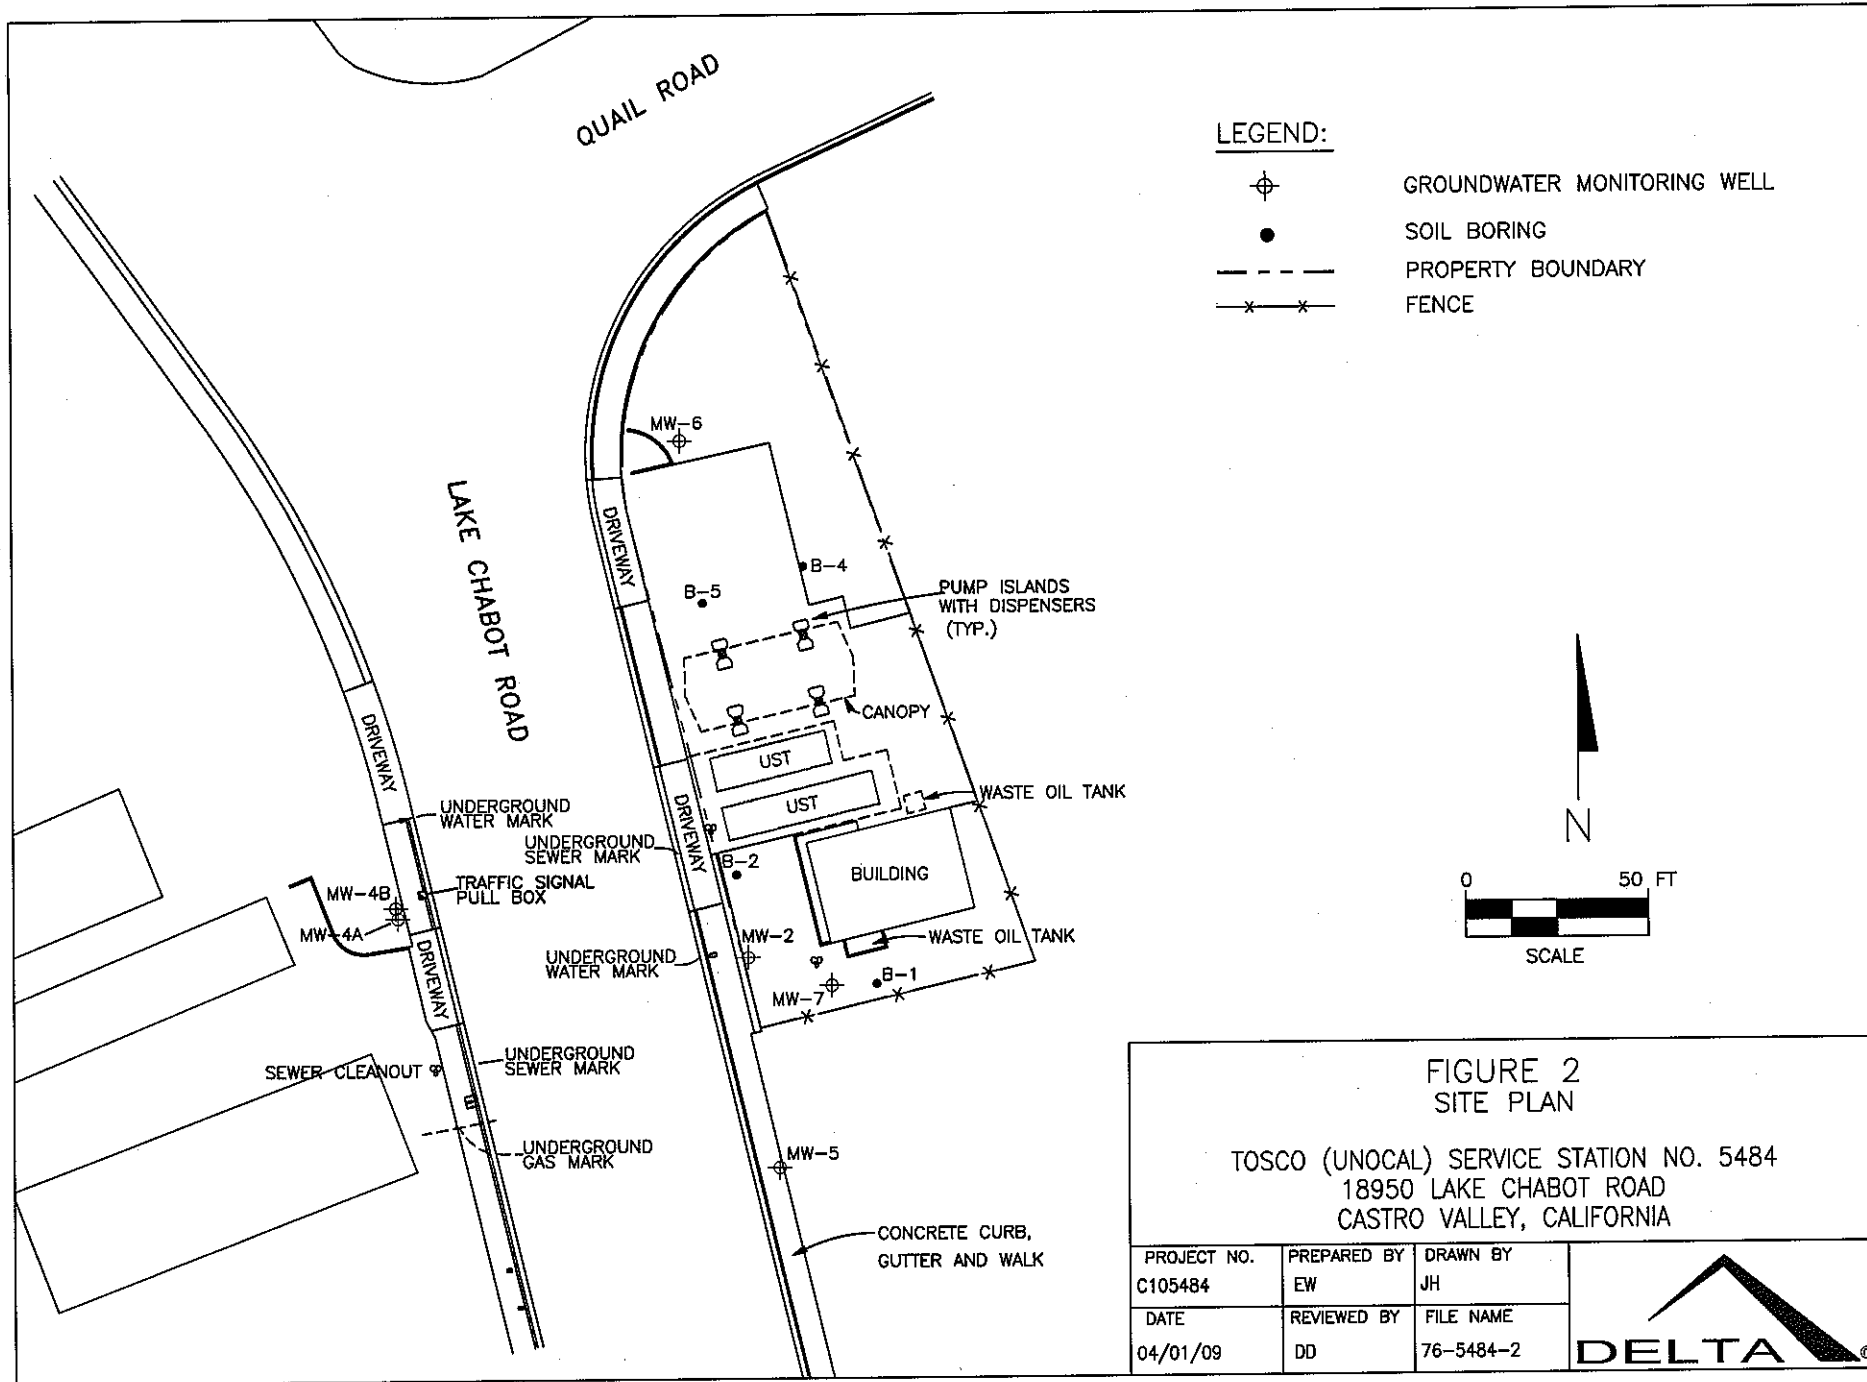 QUAIL ROAD
LEGEND:
GROUNDWATER MONITORING WELL
SOIL BORING
PROPERTY BOUNDARY
FENCE
MW-6
LAKE CHABOT ROAD
DRIVEWAY
B-4
B-5
PUMP ISLANDS
WITH DISPENSERS
(TYP.)
CANOPY
DRIVEWAY
UST
UST
WASTE OIL TANK
UNDERGROUND
WATER MARK
UNDERGROUND
SEWER MARK
DRIVEWAY
B-2
BUILDING
TRAFFIC SIGNAL
PULL BOX
MW-4B
MW-4A
DRIVEWAY
MW-2
WASTE OIL TANK
UNDERGROUND
WATER MARK
MW-7
B-1
N
0 50 FT
SCALE
SEWER CLEANOUT
UNDERGROUND
SEWER MARK
UNDERGROUND
GAS MARK
MW-5
CONCRETE CURB,
GUTTER AND WALK
FIGURE 2
SITE PLAN
TOSCO (UNOCAL) SERVICE STATION NO. 5484
18950 LAKE CHABOT ROAD
CASTRO VALLEY, CALIFORNIA
PROJECT NO.
C105484
PREPARED BY
EW
DRAWN BY
JH
DATE
04/01/09
REVIEWED BY
DD
FILE NAME
76-5484-2
DELTA